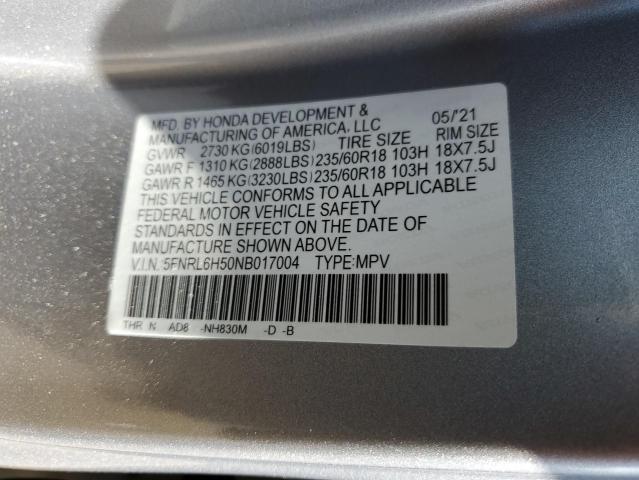 MFD. BY HONDA DEVELOPMENT &
MANUFACTURING OF AMERICA, LLC 05/'21
GVWR 2730 KG(6019LBS) TIRE SIZE RIM SIZE
GAWR F 1310 KG(2888LBS)235/60R18 103H 18X7.5J
GAWR R 1465 KG(3230LBS)235/60R18 103H 18X7.5J
THIS VEHICLE CONFORMS TO ALL APPLICABLE
FEDERAL MOTOR VEHICLE SAFETY
STANDARDS IN EFFECT ON THE DATE OF
MANUFACTURE SHOWN ABOVE.
V.I.N.:5FNRL6H50NB017004 TYPE:MPV
THR N AD8 -NH830M -D -B